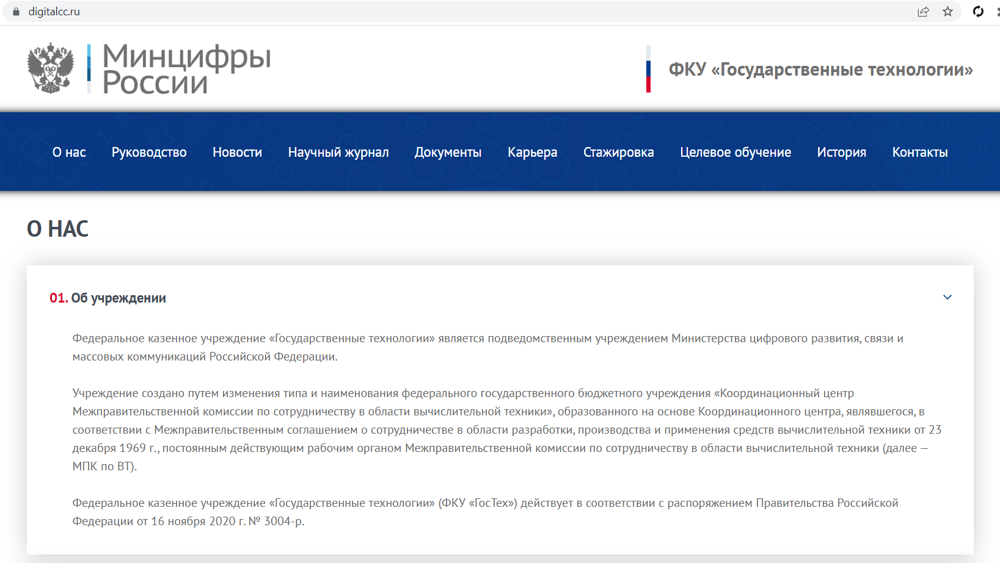 digitalcc.ru
Минцифры
России
ФКУ «Государственные технологии»
О нас Руководство Новости Научный журнал Документы Карьера Стажировка Целевое обучение История Контакты
О НАС
01. Об учреждении
Федеральное казенное учреждение «Государственные технологии» является подведомственным учреждением Министерства цифрового развития, связи и
массовых коммуникаций Российской Федерации.
Учреждение создано путем изменения типа и наименования федерального государственного бюджетного учреждения «Координационный центр
Межправительственной комиссии по сотрудничеству в области вычислительной техники», образованного на основе Координационного центра, являвшегося, в
соответствии с Межправительственным соглашением о сотрудничестве в области разработки, производства и применения средств вычислительной техники от 23
декабря 1969 г., постоянным действующим рабочим органом Межправительственной комиссии по сотрудничеству в области вычислительной техники (далее —
МПК по ВТ).
Федеральное казенное учреждение «Государственные технологии» (ФКУ «ГосТех») действует в соответствии с распоряжением Правительства Российской
Федерации от 16 ноября 2020 г. № 3004-р.